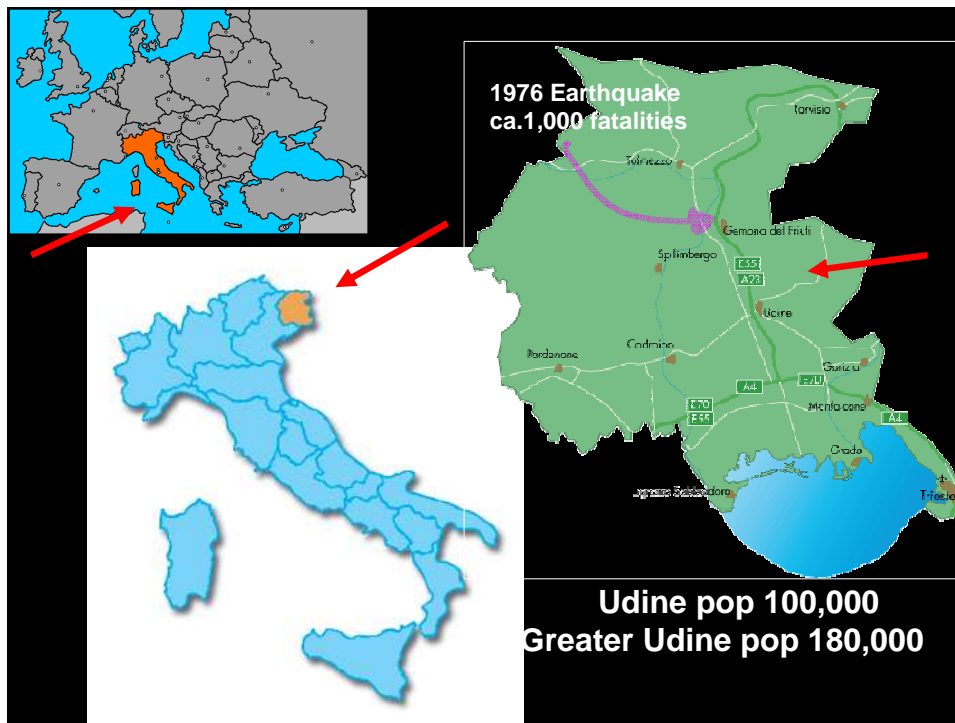 1976 Earthquake
ca.1,000 fatalities
Tarvisio
Tolmezzo
Gemona del Friuli
Spilimbergo
E55
A23
Udine
Codroipo
Pordenone
Gorizia
A4
E70
Monfalcone
E70
E55
A4
Grado
Lignano Sabbiadoro
Trieste
Udine pop 100,000
Greater Udine pop 180,000